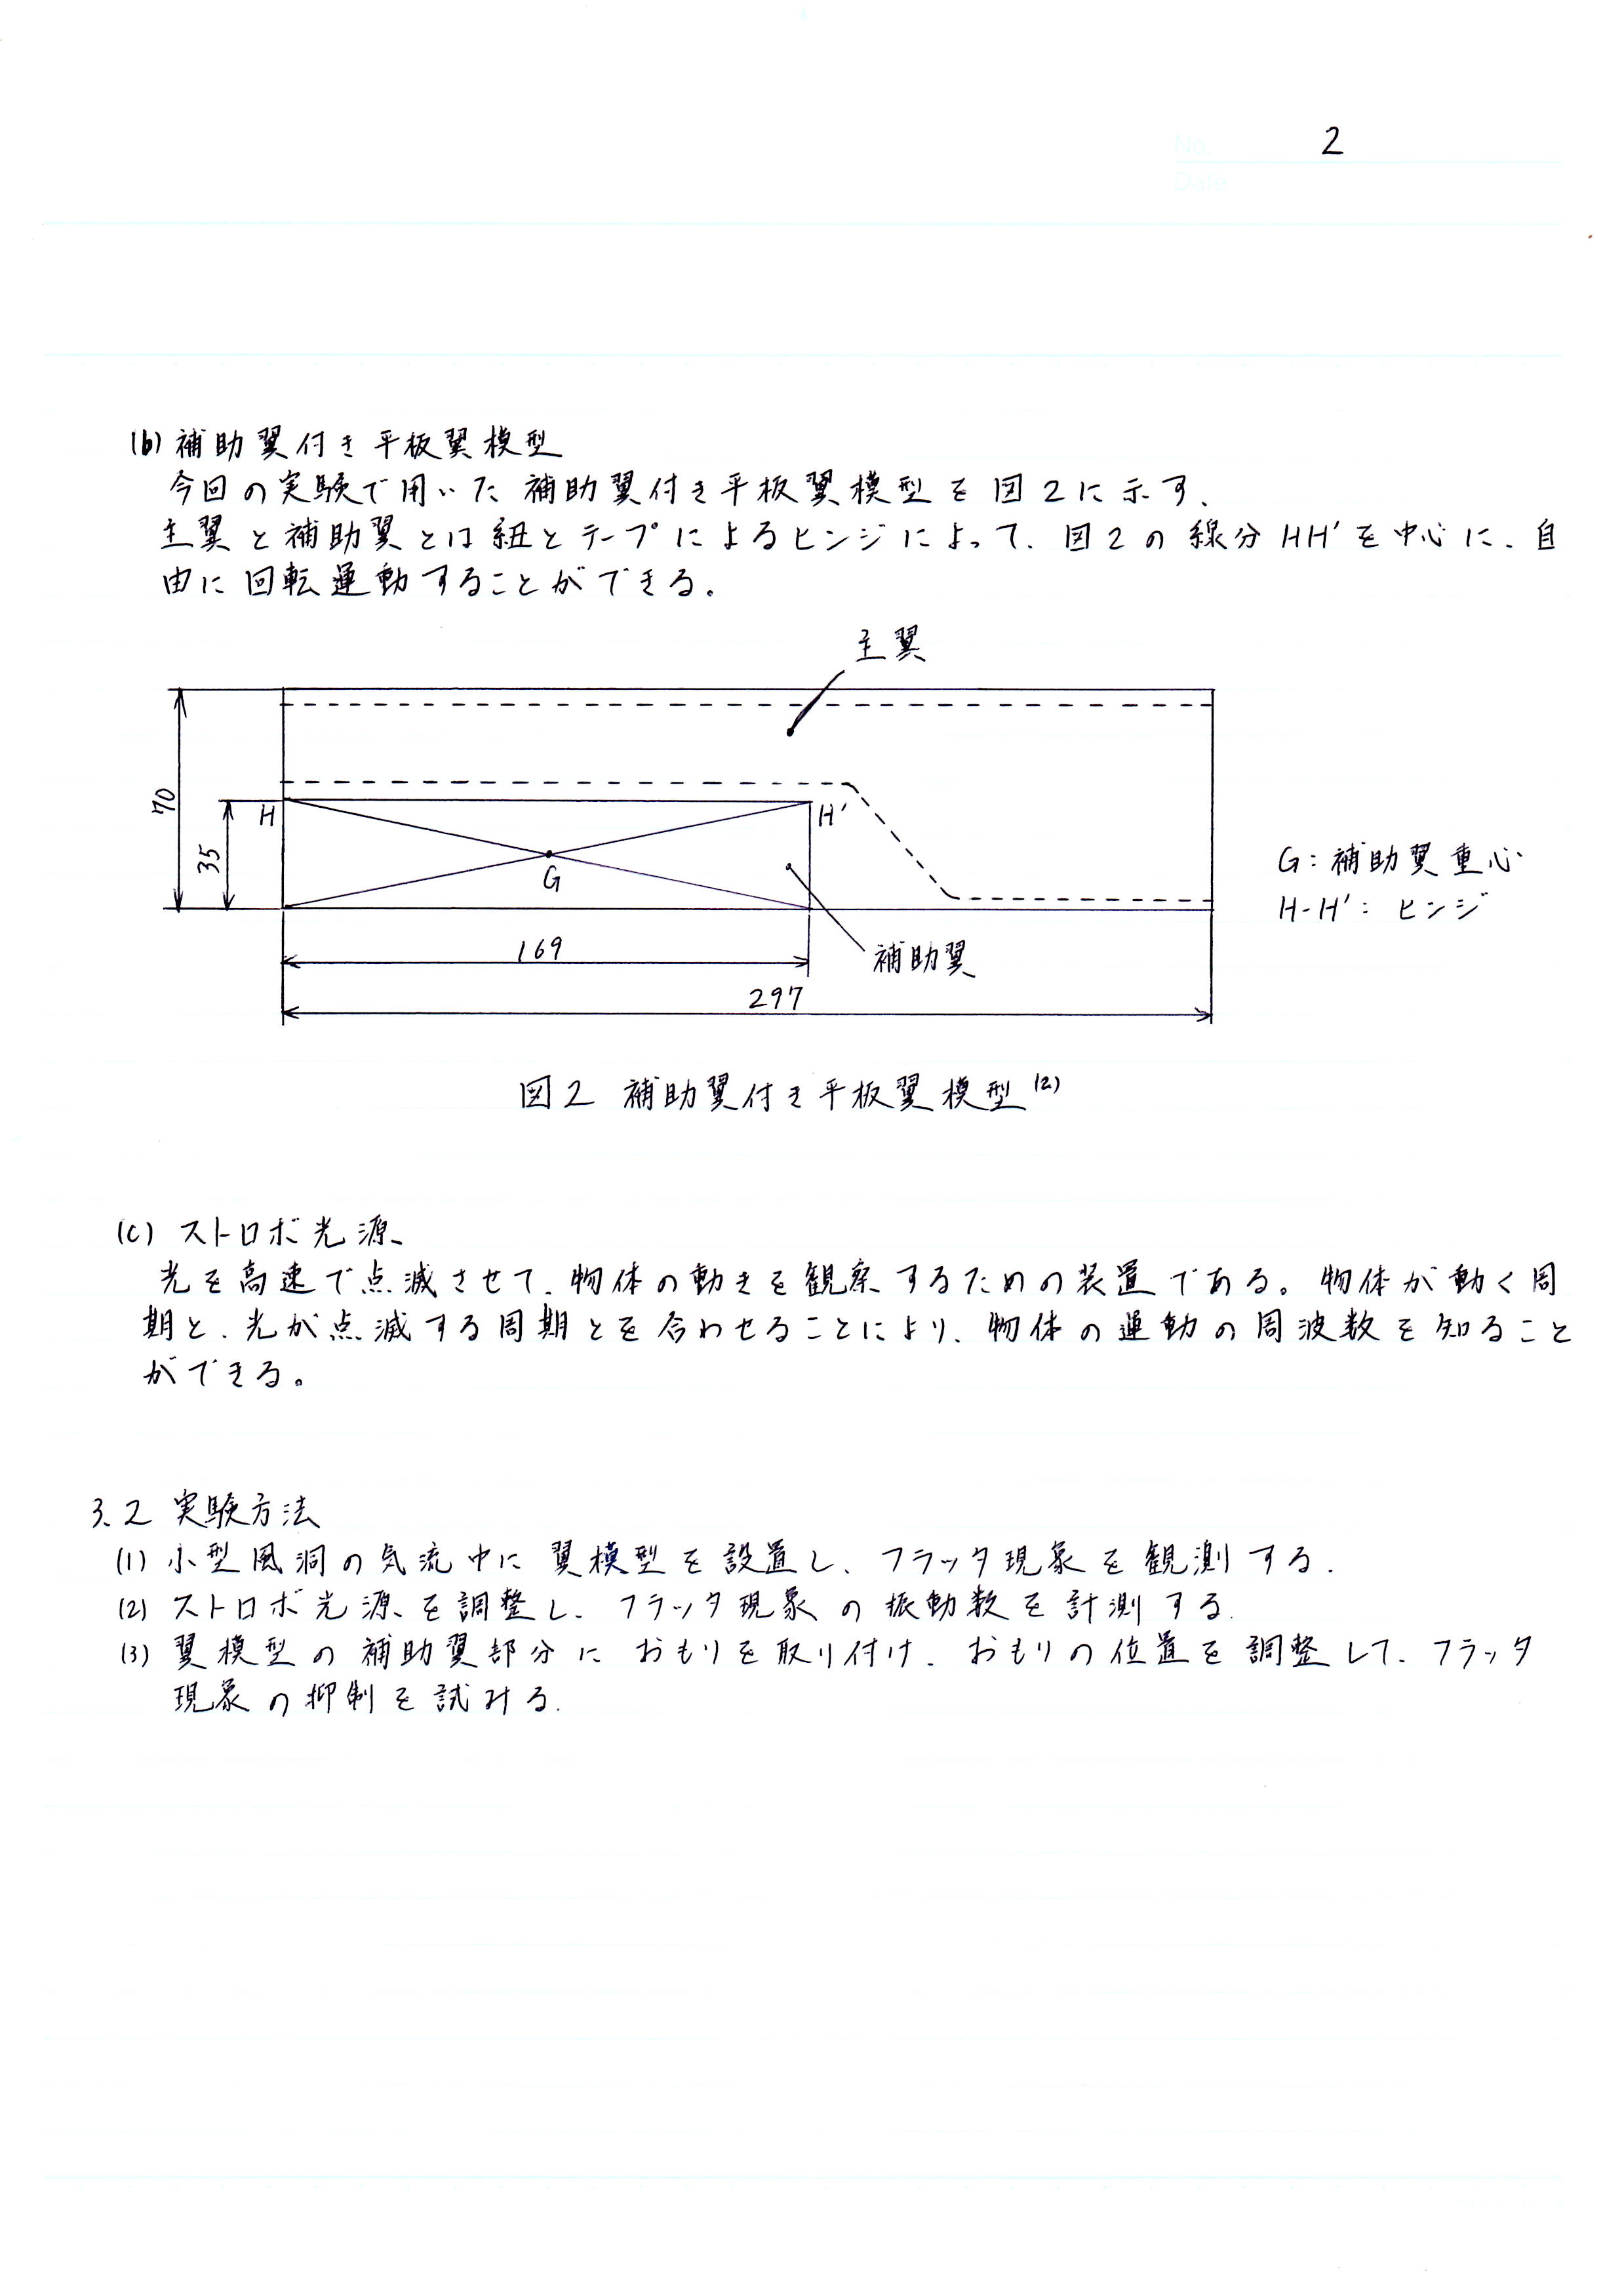 No. 2
Date
(b) 補助翼付き平板翼模型
今回の実験で用いた補助翼付き平板翼模型を図2に示す、
主翼と補助翼とは紐とテープによるヒンジによって、図2の線分HH'を中心に、自
由に回転運動することができる。
主翼
70
35
H
H'
G
G：補助翼重心
H-H'：ヒンジ
169
補助翼
297
図2 補助翼付き平板翼模型(2)
(c) ストロボ光源
光を高速で点滅させて、物体の動きを観察するための装置である。物体が動く周
期と、光が点滅する周期とを合わせることにより、物体の運動の周波数を知ること
ができる。
3.2 実験方法
(1) 小型風洞の気流中に翼模型を設置し、フラッタ現象を観測する.
(2) ストロボ光源を調整し、フラッタ現象の振動数を計測する.
(3) 翼模型の補助翼部分におもりを取り付け、おもりの位置を調整して、フラッタ
現象の抑制を試みる.